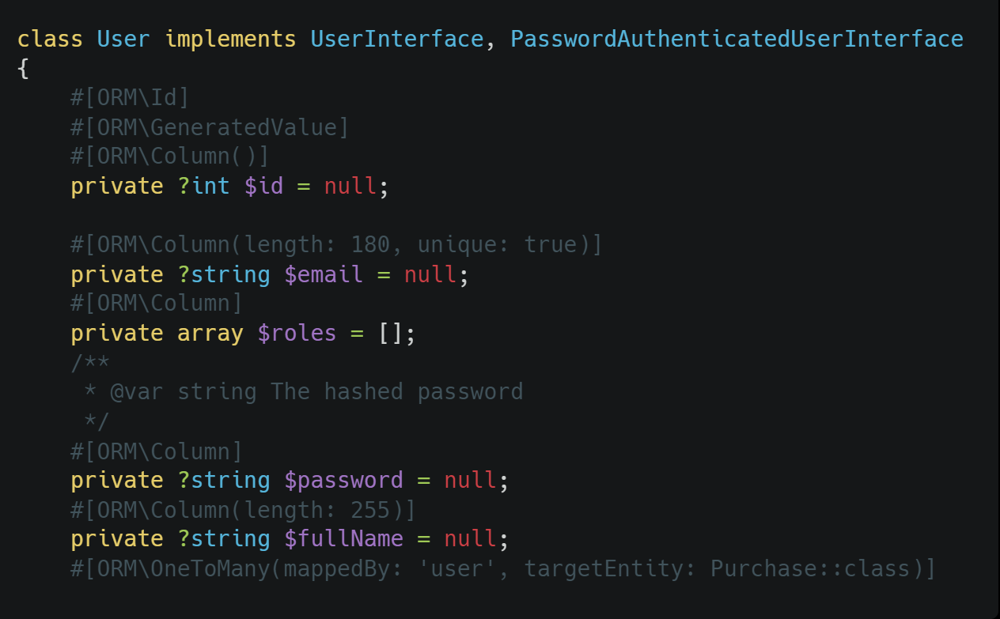 class User implements UserInterface, PasswordAuthenticatedUserInterface
{
    #[ORM\Id]
    #[ORM\GeneratedValue]
    #[ORM\Column()]
    private ?int $id = null;

    #[ORM\Column(length: 180, unique: true)]
    private ?string $email = null;
    #[ORM\Column]
    private array $roles = [];
    /**
     * @var string The hashed password
     */
    #[ORM\Column]
    private ?string $password = null;
    #[ORM\Column(length: 255)]
    private ?string $fullName = null;
    #[ORM\OneToMany(mappedBy: 'user', targetEntity: Purchase::class)]